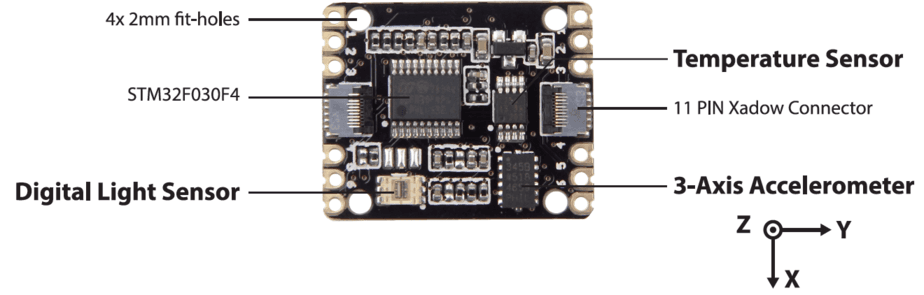 4x 2mm fit-holes
Temperature Sensor
STM32F030F4
11 PIN Xadow Connector
Digital Light Sensor
3-Axis Accelerometer
Z
Y
X